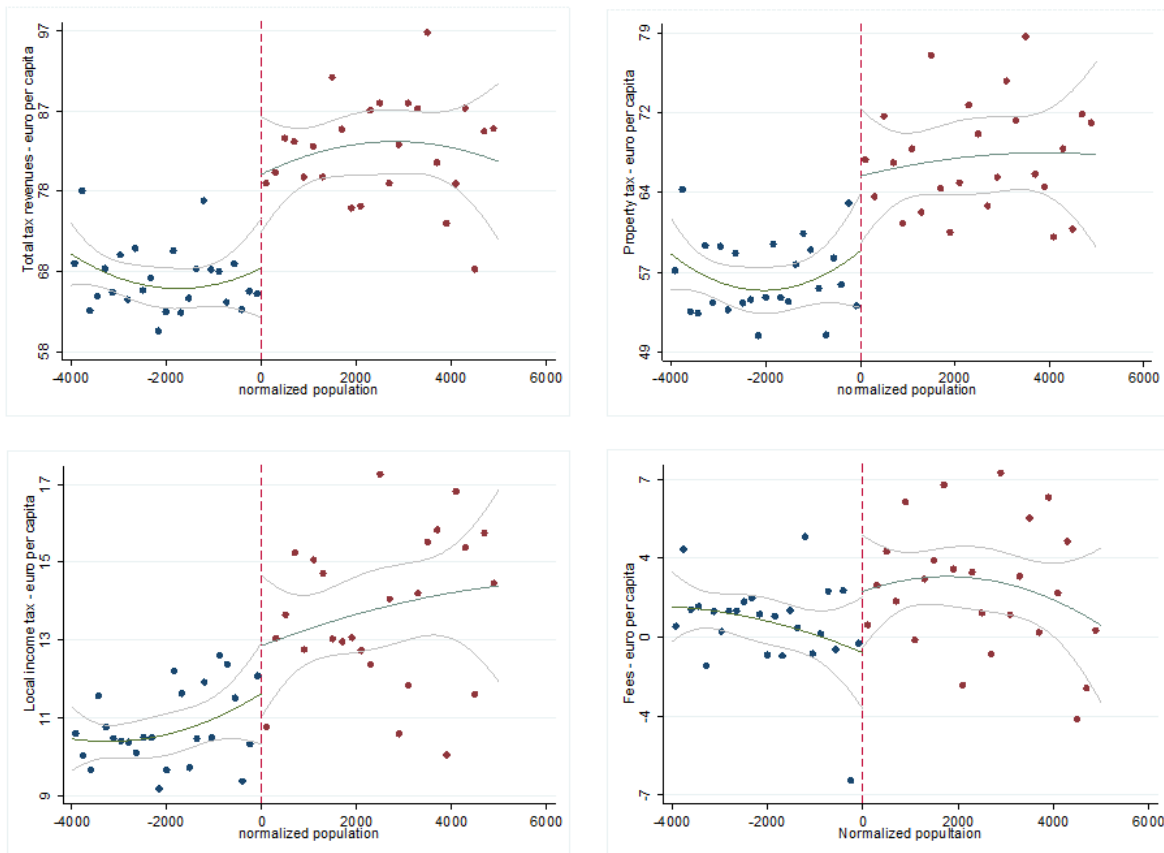 Total tax revenues - euro per capita
97
87
78
68
58
-4000 -2000 0 2000 4000 6000
normalized population
Property tax - euro per capita
79
72
64
57
49
-4000 -2000 0 2000 4000 6000
normalized population
Local income tax - euro per capita
17
15
13
11
9
-4000 -2000 0 2000 4000 6000
normalized population
Fees - euro per capita
7
4
0
-4
-7
-4000 -2000 0 2000 4000 6000
Normalized popultaion